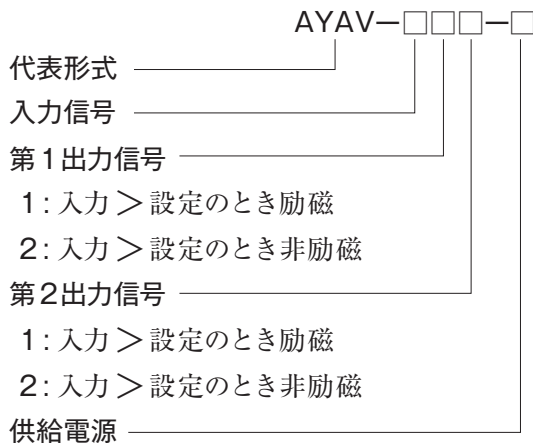 AYAV−□□□−□
代表形式
入力信号
第1出力信号
1:入力＞設定のとき励磁
2:入力＞設定のとき非励磁
第2出力信号
1:入力＞設定のとき励磁
2:入力＞設定のとき非励磁
供給電源